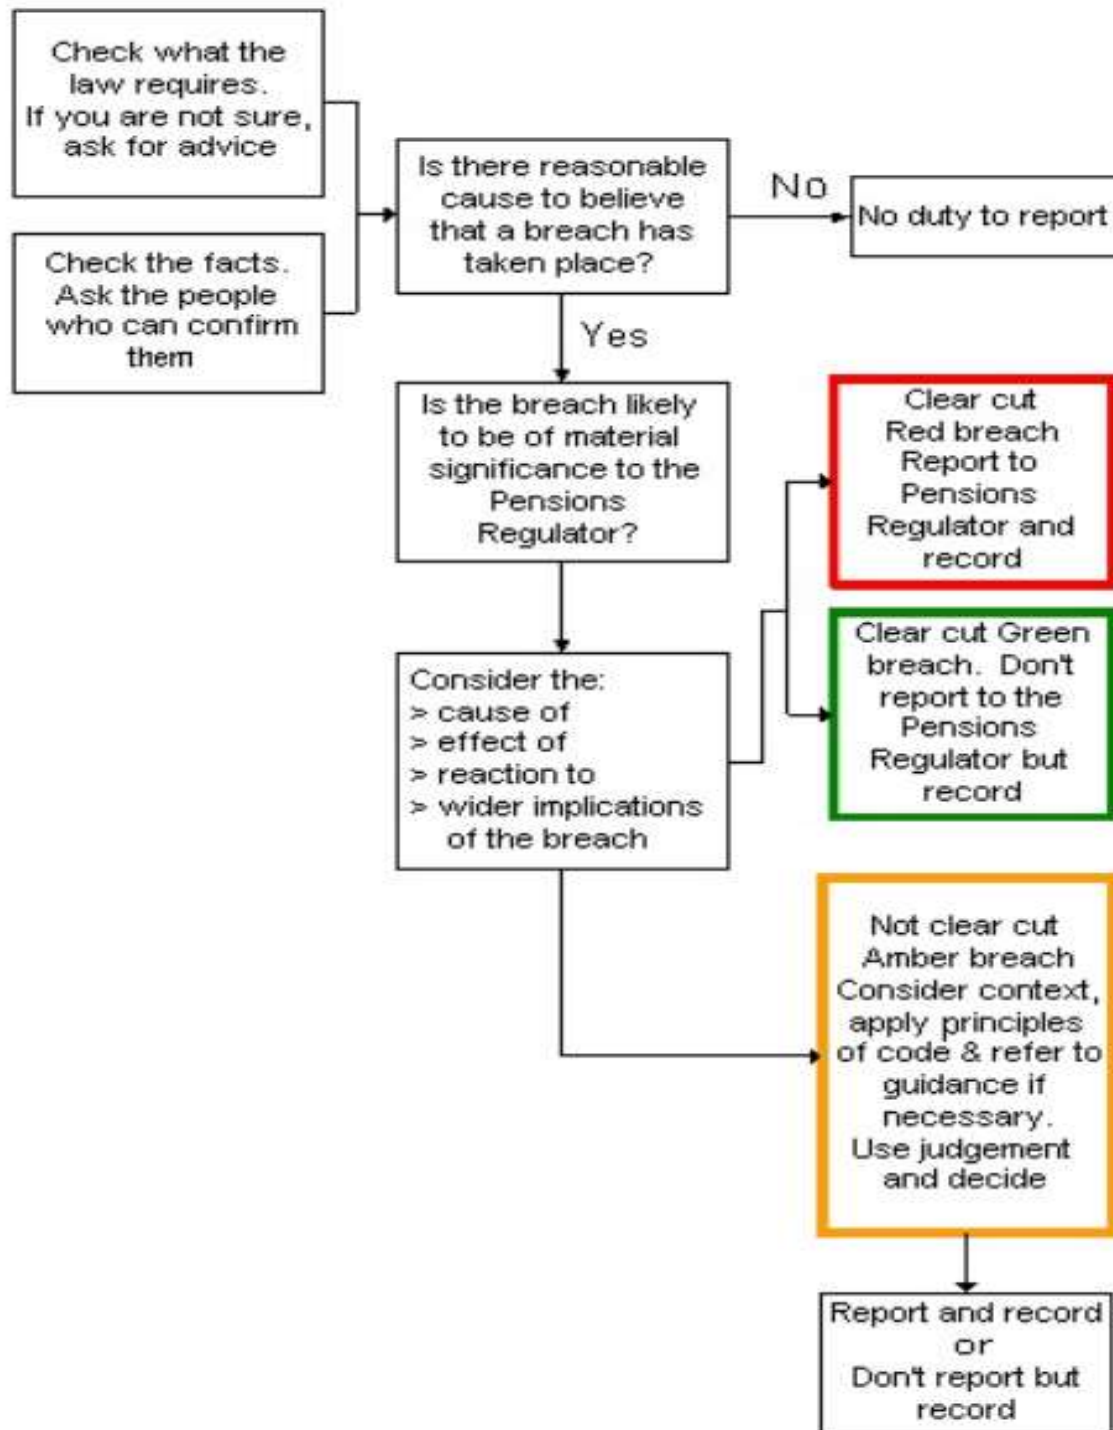 Check what the
law requires.
If you are not sure,
ask for advice
Check the facts.
Ask the people
who can confirm
them
Is there reasonable
cause to believe
that a breach has
taken place?
No
No duty to report
Yes
Is the breach likely
to be of material
significance to the
Pensions
Regulator?
Clear cut
Red breach
Report to
Pensions
Regulator and
record
Clear cut Green
breach. Don't
report to the
Pensions
Regulator but
record
Consider the:
> cause of
> effect of
> reaction to
> wider implications
of the breach
Not clear cut
Amber breach
Consider context,
apply principles
of code & refer to
guidance if
necessary.
Use judgement
and decide
Report and record
or
Don't report but
record